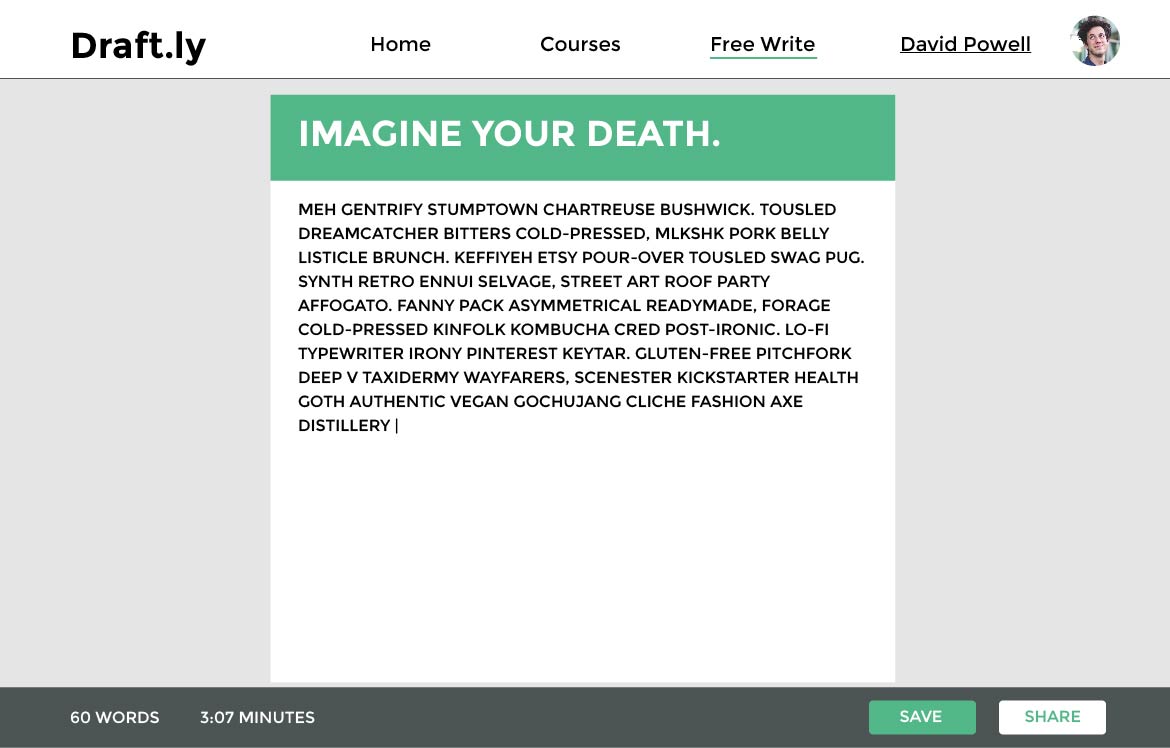 Draft.ly
Home
Courses
Free Write
David Powell
IMAGINE YOUR DEATH.
MEH GENTRIFY STUMPTOWN CHARTREUSE BUSHWICK. TOUSLED
DREAMCATCHER BITTERS COLD-PRESSED, MLKSHK PORK BELLY
LISTICLE BRUNCH. KEFFIYEH ETSY POUR-OVER TOUSLED SWAG PUG.
SYNTH RETRO ENNUI SELVAGE, STREET ART ROOF PARTY
AFFOGATO. FANNY PACK ASYMMETRICAL READYMADE, FORAGE
COLD-PRESSED KINFOLK KOMBUCHA CRED POST-IRONIC. LO-FI
TYPEWRITER IRONY PINTEREST KEYTAR. GLUTEN-FREE PITCHFORK
DEEP V TAXIDERMY WAYFARERS, SCENESTER KICKSTARTER HEALTH
GOTH AUTHENTIC VEGAN GOCHUJANG CLICHE FASHION AXE
DISTILLERY |
60 WORDS
3:07 MINUTES
SAVE
SHARE